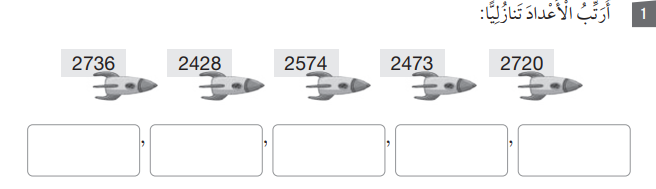 1 أُرَتِّبُ الْأَعْدادَ تَنازُلِيًّا:
2736 2428 2574 2473 2720
, , , ,